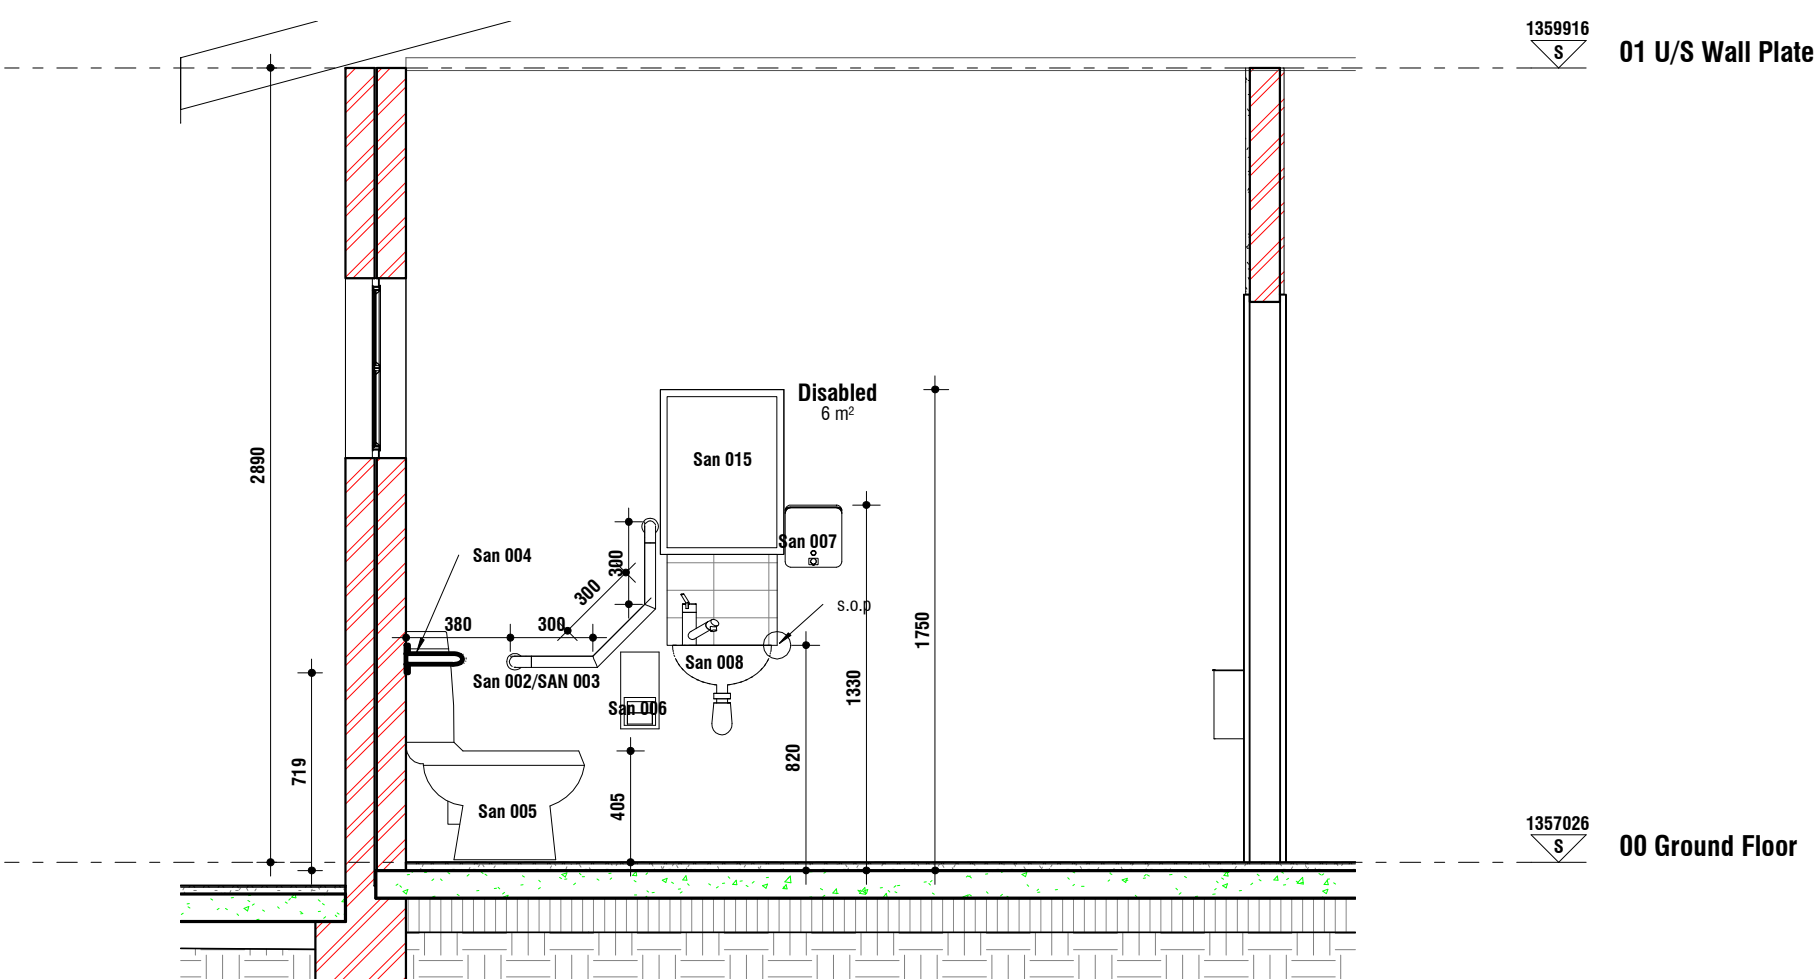 1359916
S
01 U/S Wall Plate
Disabled
6 m²
2890
San 015
San 007
San 004
300
300
s.o.p
380
300
1750
San 008
San 002/SAN 003
1330
San 006
719
820
405
San 005
1357026
S
00 Ground Floor